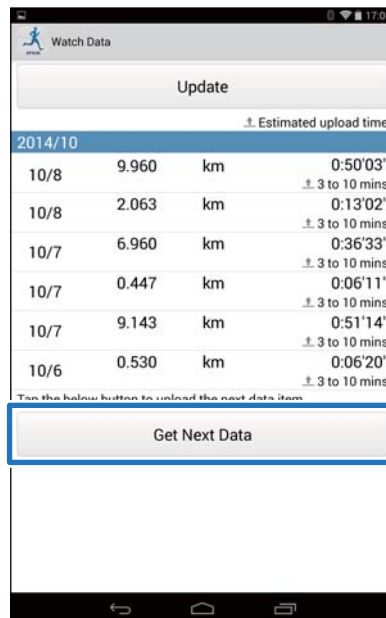 17:0
Watch Data
Update
Estimated upload time
2014/10
10/8 9.960 km 0:50'03"
3 to 10 mins
10/8 2.063 km 0:13'02"
3 to 10 mins
10/7 6.960 km 0:36'33"
3 to 10 mins
10/7 0.447 km 0:06'11"
3 to 10 mins
10/7 9.143 km 0:51'14"
3 to 10 mins
10/6 0.530 km 0:06'20"
3 to 10 mins
Tap the below button to upload the next data item
Get Next Data